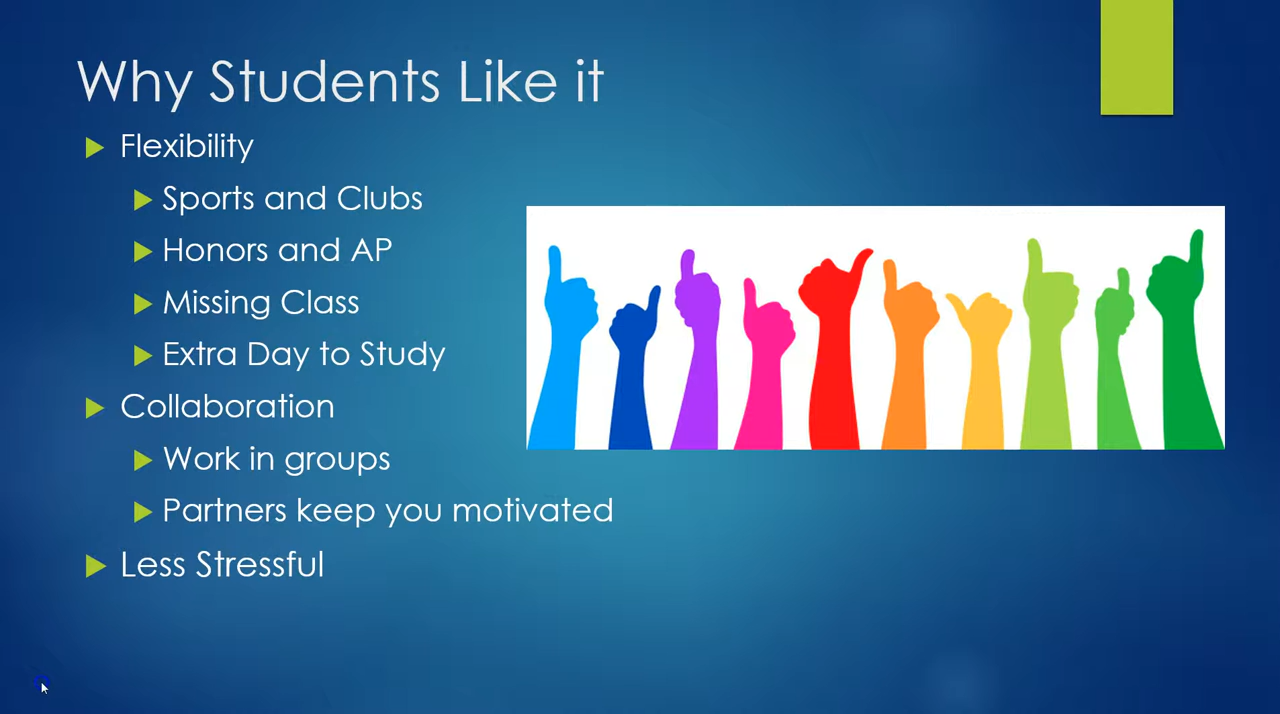 Why Students Like it
Flexibility
Sports and Clubs
Honors and AP
Missing Class
Extra Day to Study
Collaboration
Work in groups
Partners keep you motivated
Less Stressful